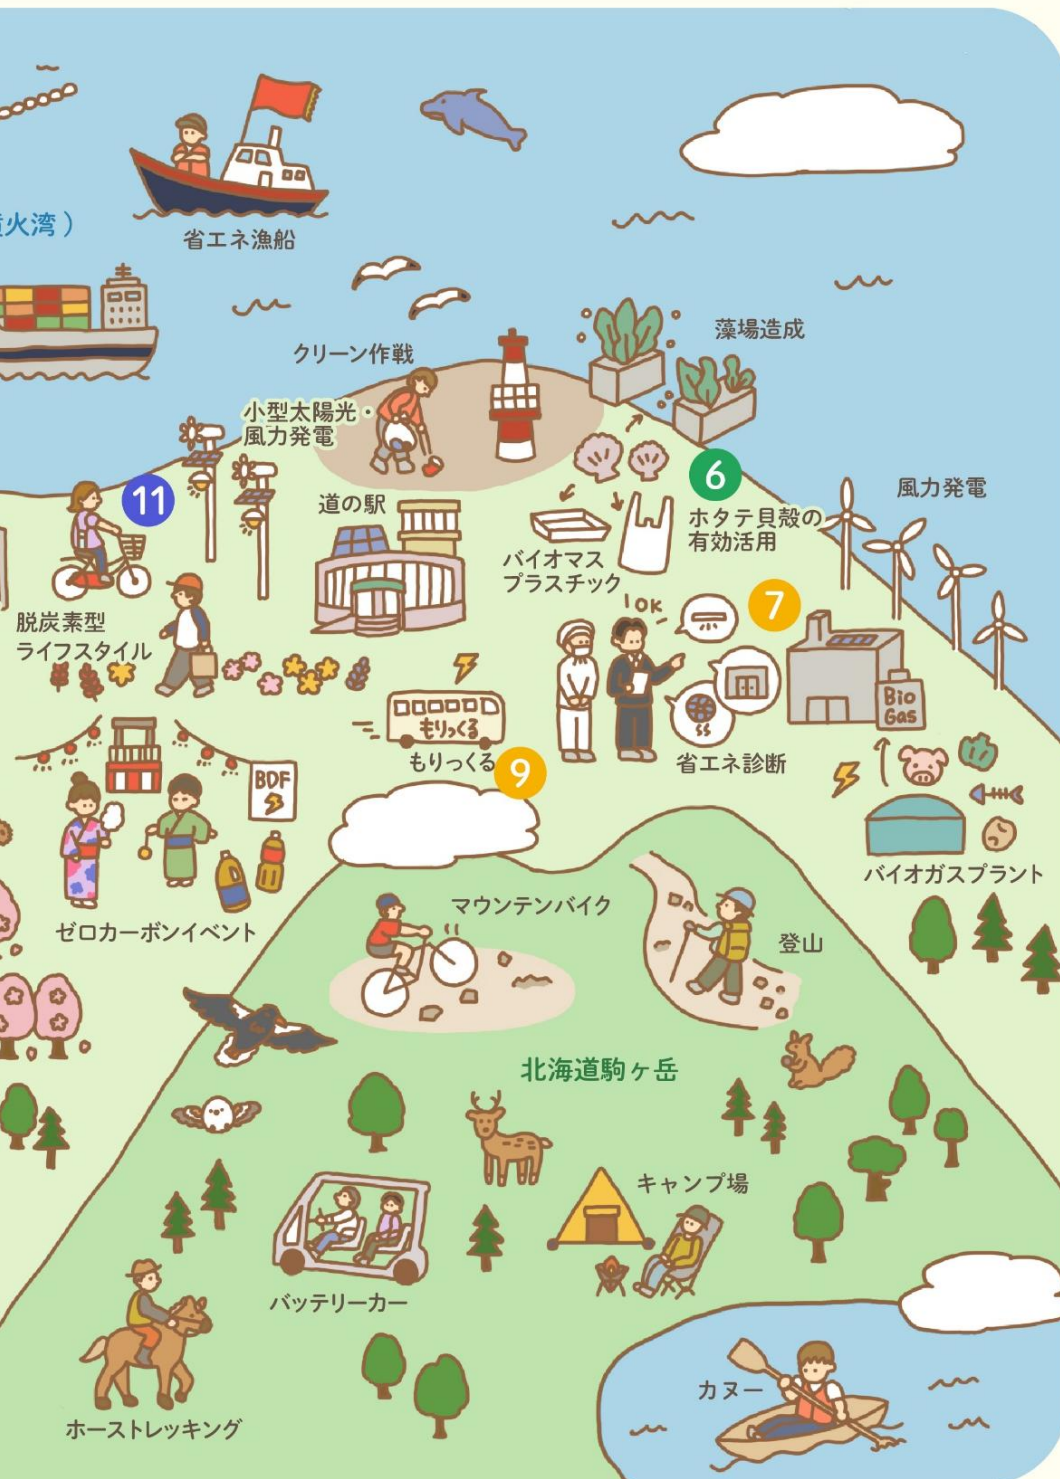 火湾)
省エネ漁船
藻場造成
クリーン作戦
小型太陽光・
風力発電
11
道の駅
6
ホタテ貝殻の
有効活用
風力発電
バイオマス
プラスチック
脱炭素型
ライフスタイル
10K
7
Bio
Gas
もりっくる
もりっくる
9
省エネ診断
BDF
バイオガスプラント
ゼロカーボンイベント
マウンテンバイク
登山
北海道駒ヶ岳
キャンプ場
バッテリーカー
カヌー
ホーストレッキング